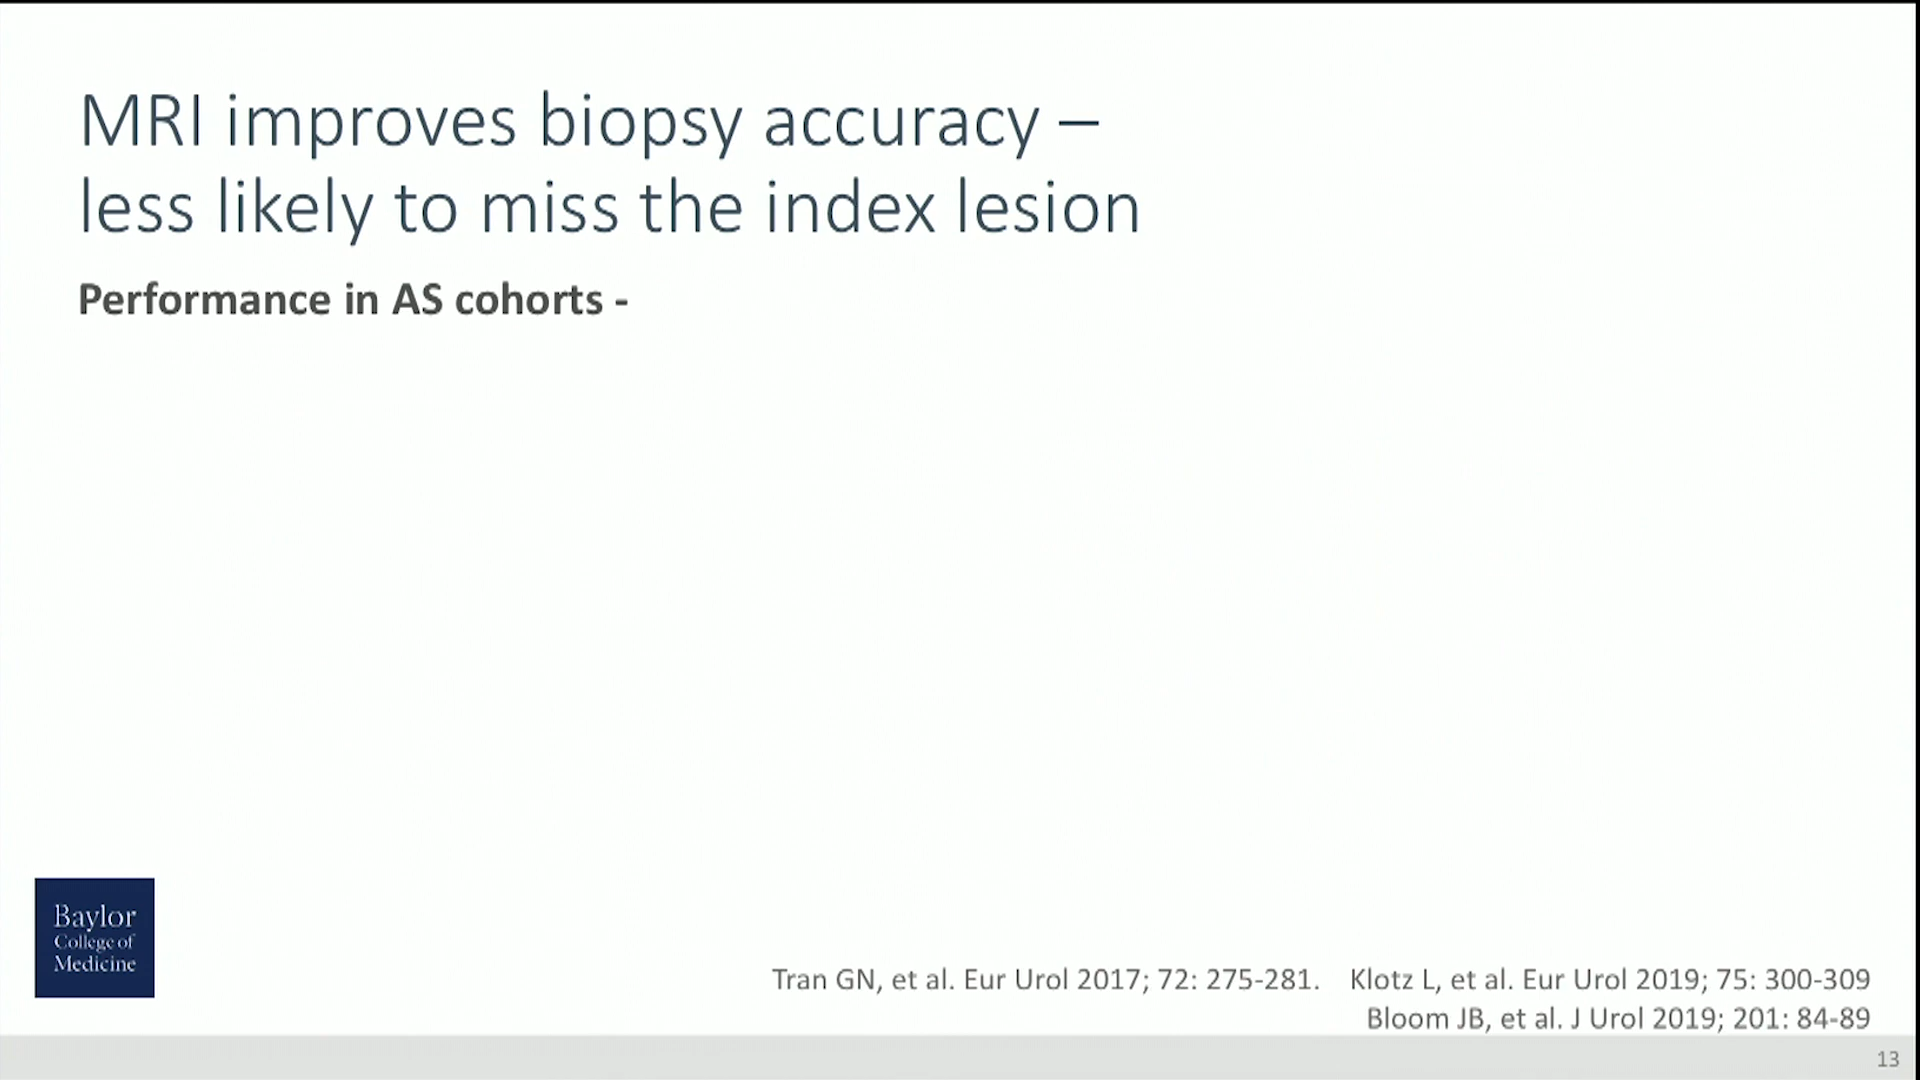 MRI improves biopsy accuracy –
less likely to miss the index lesion
Performance in AS cohorts -
Baylor
College of
Medicine
Tran GN, et al. Eur Urol 2017; 72: 275-281. Klotz L, et al. Eur Urol 2019; 75: 300-309
Bloom JB, et al. J Urol 2019; 201: 84-89
13